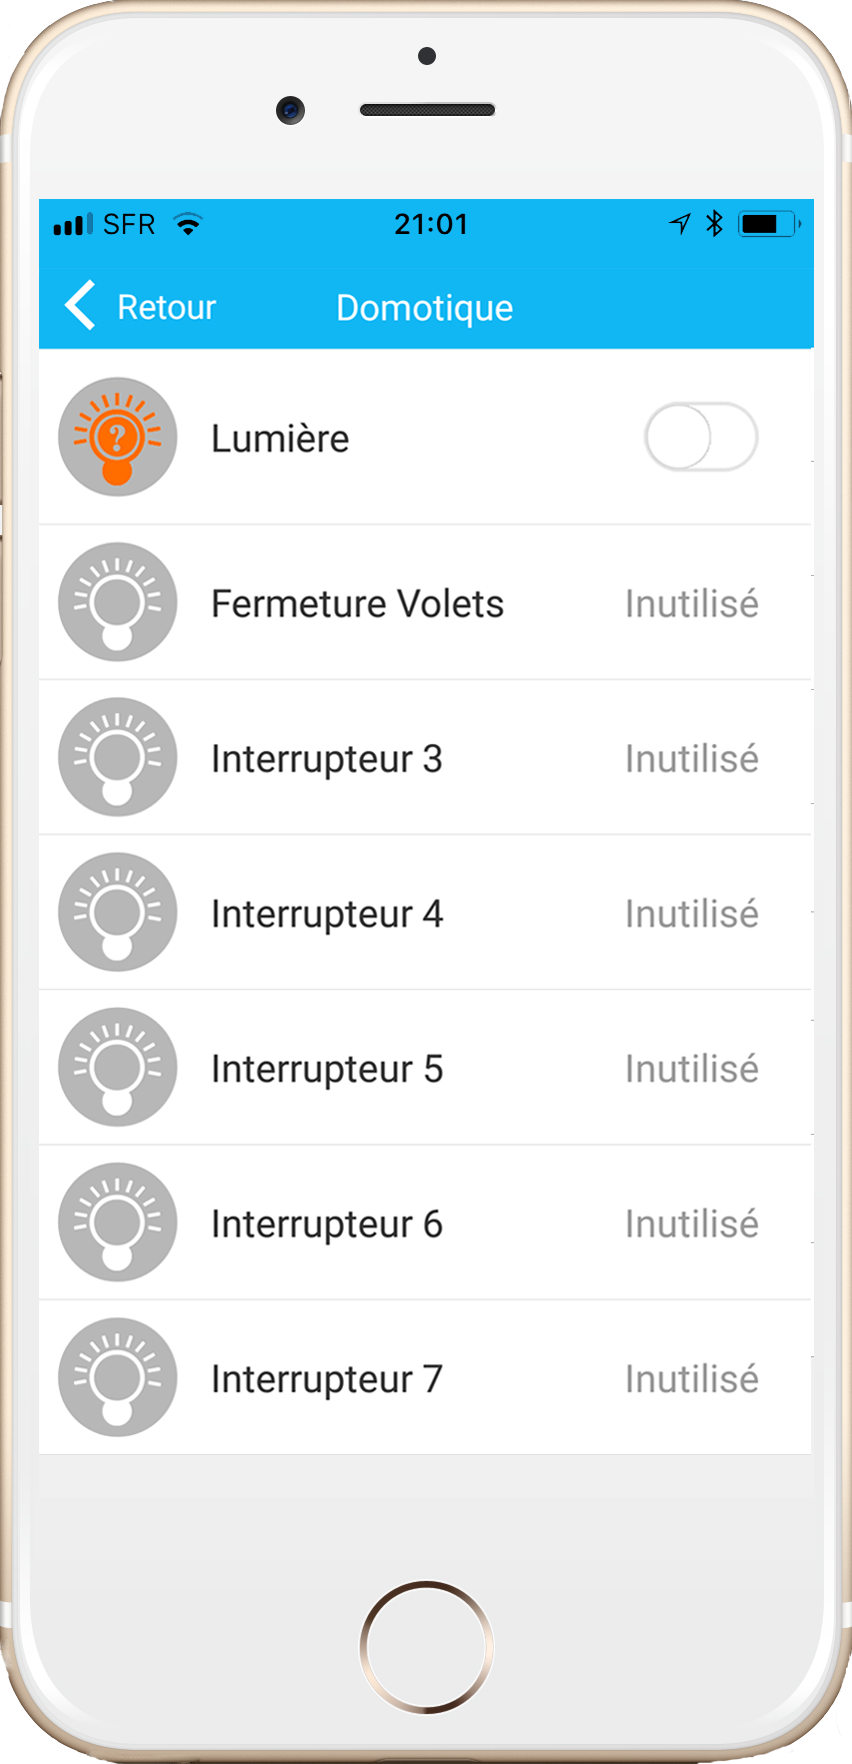 SFR 21:01
Retour Domotique
?
Lumière
Fermeture Volets Inutilisé
Interrupteur 3 Inutilisé
Interrupteur 4 Inutilisé
Interrupteur 5 Inutilisé
Interrupteur 6 Inutilisé
Interrupteur 7 Inutilisé